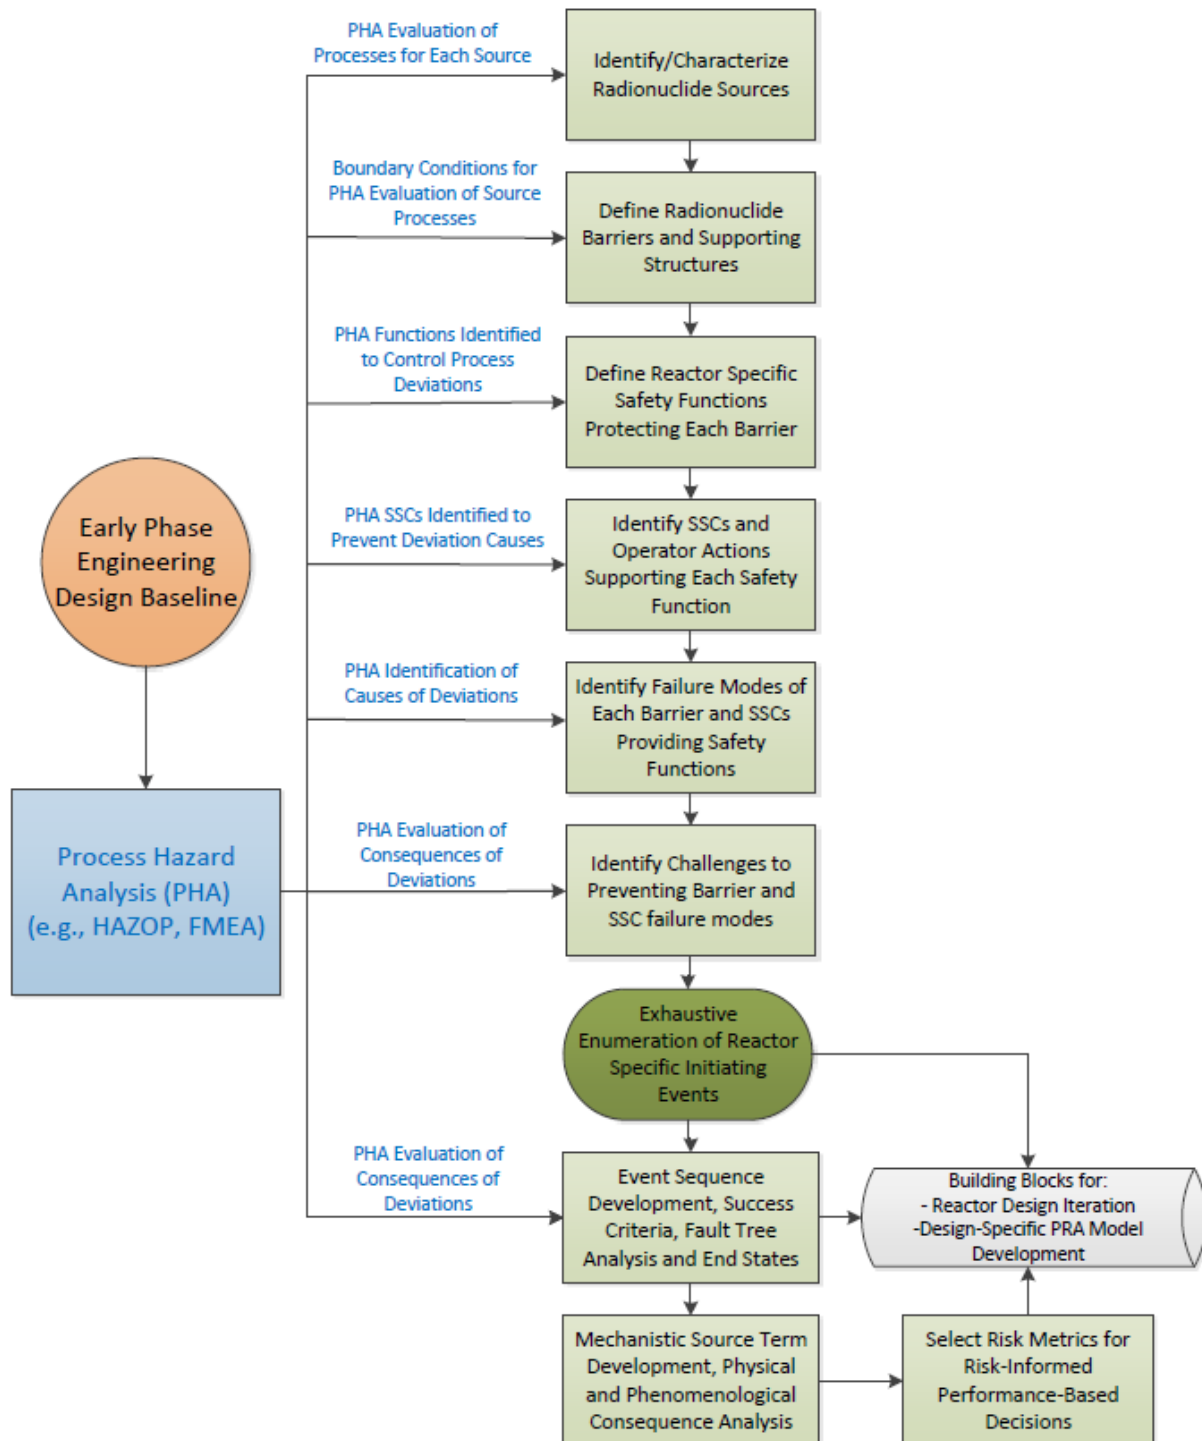 PHA Evaluation of
Processes for Each Source
Identify/Characterize
Radionuclide Sources
Boundary Conditions for
PHA Evaluation of Source
Processes
Define Radionuclide
Barriers and Supporting
Structures
PHA Functions Identified
to Control Process
Deviations
Define Reactor Specific
Safety Functions
Protecting Each Barrier
Early Phase
Engineering
Design Baseline
PHA SSCs Identified to
Prevent Deviation Causes
Identify SSCs and
Operator Actions
Supporting Each Safety
Function
PHA Identification of
Causes of Deviations
Identify Failure Modes of
Each Barrier and SSCs
Providing Safety
Functions
Process Hazard
Analysis (PHA)
(e.g., HAZOP, FMEA)
PHA Evaluation of
Consequences of
Deviations
Identify Challenges to
Preventing Barrier and
SSC failure modes
Exhaustive
Enumeration of Reactor
Specific Initiating
Events
PHA Evaluation of
Consequences of
Deviations
Event Sequence
Development, Success
Criteria, Fault Tree
Analysis and End States
Building Blocks for:
- Reactor Design Iteration
-Design-Specific PRA Model
Development
Mechanistic Source Term
Development, Physical
and Phenomenological
Consequence Analysis
Select Risk Metrics for
Risk-Informed
Performance-Based
Decisions